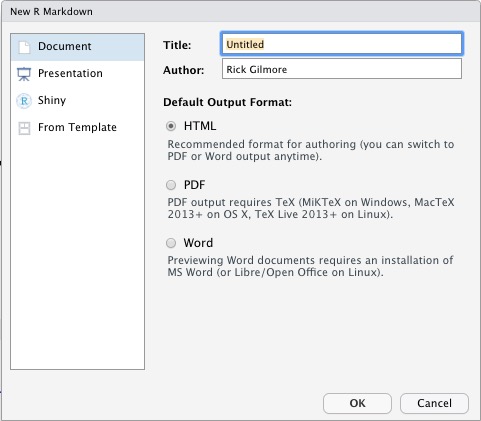 New R Markdown
Document
Presentation
Shiny
From Template
Title: Untitled
Author: Rick Gilmore
Default Output Format:
HTML
Recommended format for authoring (you can switch to
PDF or Word output anytime).
PDF
PDF output requires TeX (MiKTeX on Windows, MacTeX
2013+ on OS X, TeX Live 2013+ on Linux).
Word
Previewing Word documents requires an installation of
MS Word (or Libre/Open Office on Linux).
OK Cancel